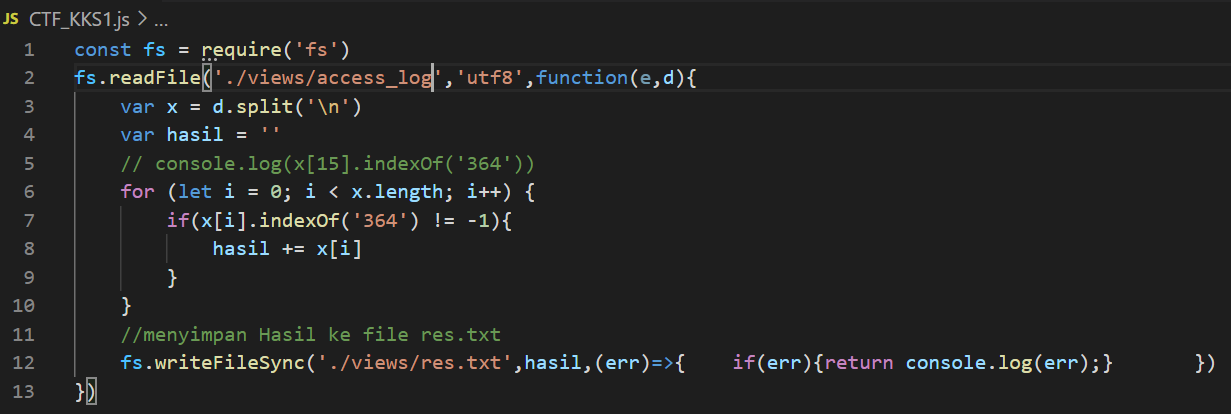 JS CTF_KKS1.js > ...
1 const fs = require('fs')
2 fs.readFile('./views/access_log','utf8',function(e,d){
3     var x = d.split('\n')
4     var hasil = ''
5     // console.log(x[15].indexOf('364'))
6     for (let i = 0; i < x.length; i++) {
7         if(x[i].indexOf('364') != -1){
8             hasil += x[i]
9         }
10     }
11     //menyimpan Hasil ke file res.txt
12     fs.writeFileSync('./views/res.txt',hasil,(err)=>{    if(err){return console.log(err);}       })
13 })